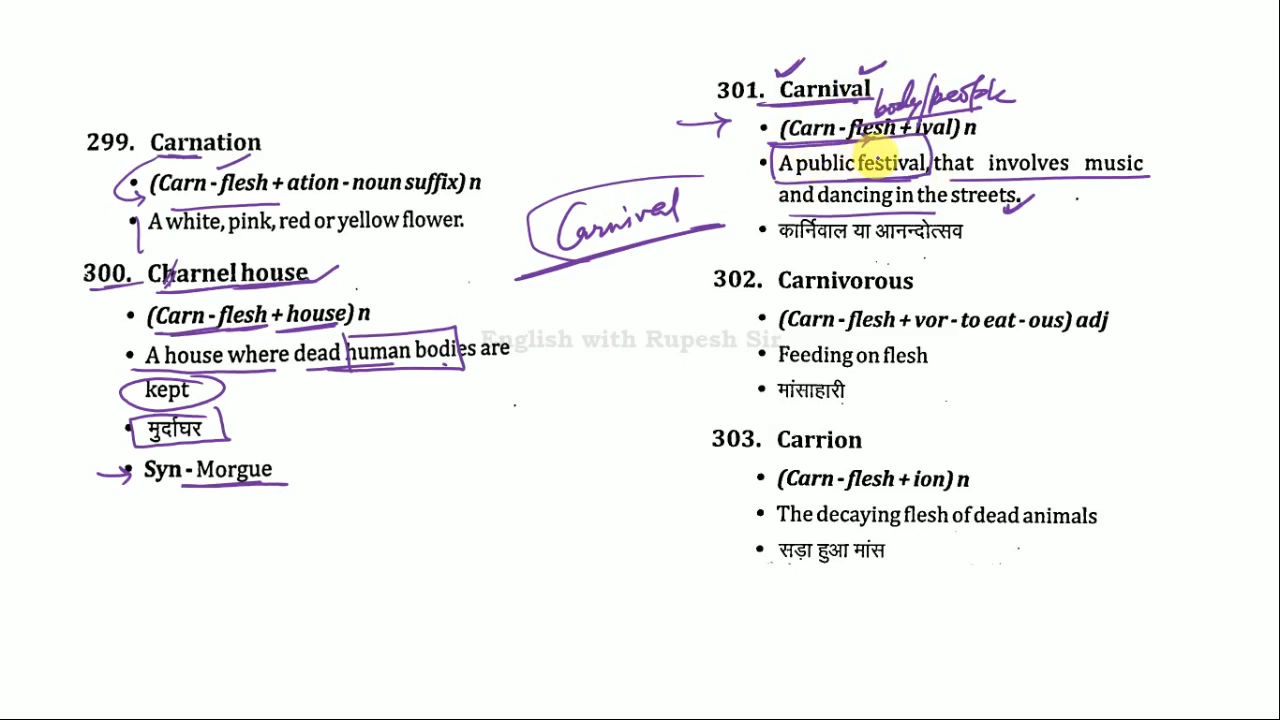 299. Carnation
• (Carn - flesh + ation - noun suffix) n
• A white, pink, red or yellow flower.
300. Charnel house
• (Carn - flesh + house) n
• A house where dead human bodies are
kept
• मुर्दाघर
• Syn - Morgue
Carnival
English with Rupesh Sir
301. Carnival
body/people
• (Carn - flesh + ival) n
• A public festival, that involves music
and dancing in the streets.
• कार्निवाल या आनन्दोत्सव
302. Carnivorous
• (Carn - flesh + vor - to eat - ous) adj
• Feeding on flesh
• मांसाहारी
303. Carrion
• (Carn - flesh + ion) n
• The decaying flesh of dead animals
• सड़ा हुआ मांस